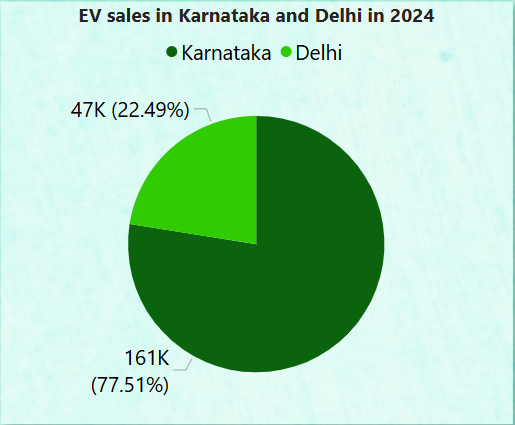 EV sales in Karnataka and Delhi in 2024
Karnataka Delhi
47K (22.49%)
161K
(77.51%)